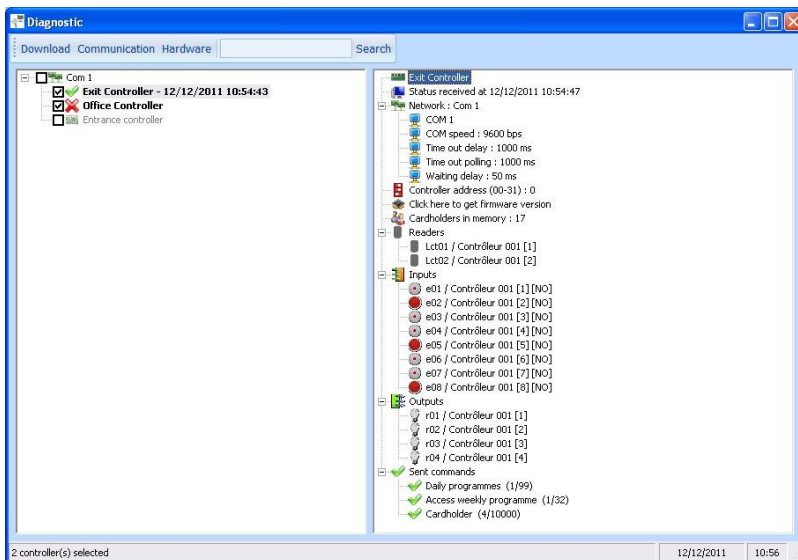 Diagnostic
Download Communication Hardware Search
Com 1
Exit Controller - 12/12/2011 10:54:43
Office Controller
Entrance controller
Exit Controller
Status received at 12/12/2011 10:54:47
Network : Com 1
COM 1
COM speed : 9600 bps
Time out delay : 1000 ms
Time out polling : 1000 ms
Waiting delay : 50 ms
Controller address (00-31) : 0
Click here to get firmware version
Cardholders in memory : 17
Readers
Lct01 / Contrôleur 001 [1]
Lct02 / Contrôleur 001 [2]
Inputs
e01 / Contrôleur 001 [1] [NO]
e02 / Contrôleur 001 [2] [NO]
e03 / Contrôleur 001 [3] [NO]
e04 / Contrôleur 001 [4] [NO]
e05 / Contrôleur 001 [5] [NO]
e06 / Contrôleur 001 [6] [NO]
e07 / Contrôleur 001 [7] [NO]
e08 / Contrôleur 001 [8] [NO]
Outputs
r01 / Contrôleur 001 [1]
r02 / Contrôleur 001 [2]
r03 / Contrôleur 001 [3]
r04 / Contrôleur 001 [4]
Sent commands
Daily programmes (1/99)
Access weekly programme (1/32)
Cardholder (4/10000)
2 controller(s) selected 12/12/2011 10:56